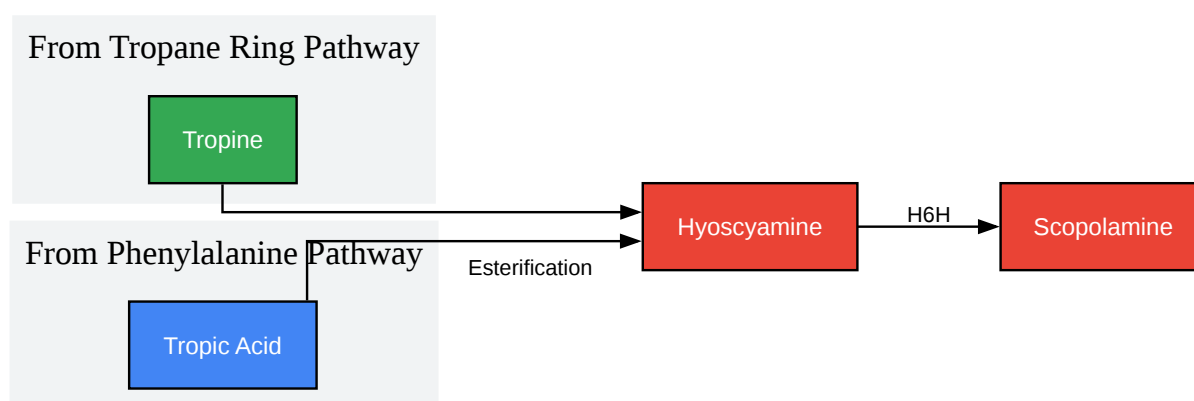 From Tropane Ring Pathway
Tropine
From Phenylalanine Pathway
Tropic Acid
Esterification
Hyoscyamine
H6H
Scopolamine